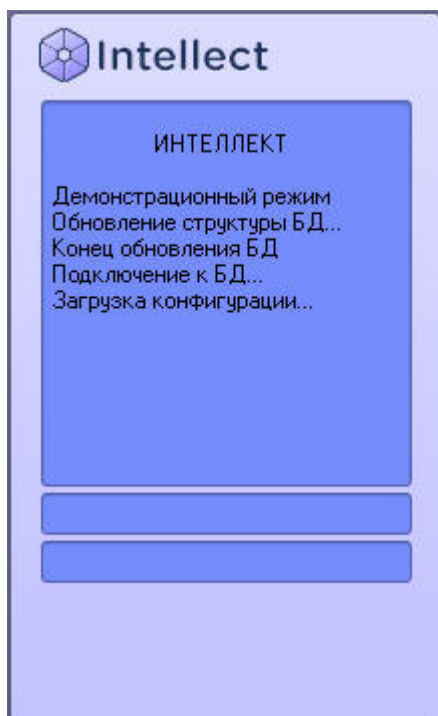 Intellect
ИНТЕЛЛЕКТ
Демонстрационный режим
Обновление структуры БД...
Конец обновления БД
Подключение к БД...
Загрузка конфигурации...